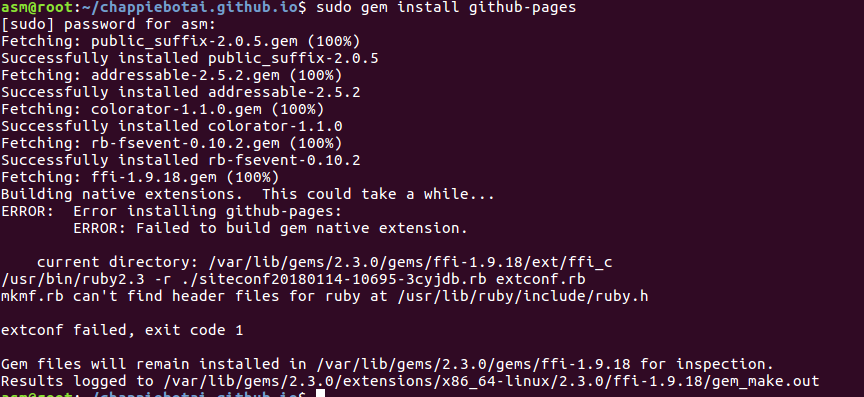 asm@root:~/chappiebotai.github.io$ sudo gem install github-pages
[sudo] password for asm:
Fetching: public_suffix-2.0.5.gem (100%)
Successfully installed public_suffix-2.0.5
Fetching: addressable-2.5.2.gem (100%)
Successfully installed addressable-2.5.2
Fetching: colorator-1.1.0.gem (100%)
Successfully installed colorator-1.1.0
Fetching: rb-fsevent-0.10.2.gem (100%)
Successfully installed rb-fsevent-0.10.2
Fetching: ffi-1.9.18.gem (100%)
Building native extensions.  This could take a while...
ERROR:  Error installing github-pages:
        ERROR: Failed to build gem native extension.
    current directory: /var/lib/gems/2.3.0/gems/ffi-1.9.18/ext/ffi_c
/usr/bin/ruby2.3 -r ./siteconf20180114-10695-3cyjdb.rb extconf.rb
mkmf.rb can't find header files for ruby at /usr/lib/ruby/include/ruby.h
extconf failed, exit code 1
Gem files will remain installed in /var/lib/gems/2.3.0/gems/ffi-1.9.18 for inspection.
Results logged to /var/lib/gems/2.3.0/extensions/x86_64-linux/2.3.0/ffi-1.9.18/gem_make.out
asm@root:~/chappiebotai.github.io$